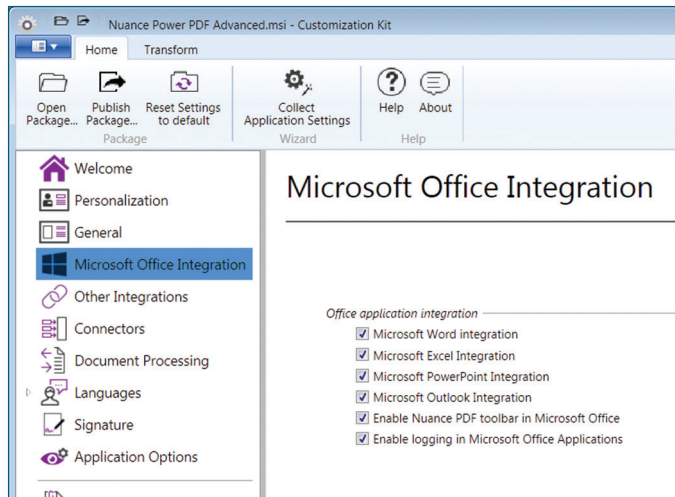 Nuance Power PDF Advanced.msi - Customization Kit
Home Transform
Open Package... Publish Package... Reset Settings to default Collect Application Settings Help About
Package Wizard Help
Welcome
Personalization
General
Microsoft Office Integration
Other Integrations
Connectors
Document Processing
Languages
Signature
Application Options
Microsoft Office Integration
Office application integration
Microsoft Word integration
Microsoft Excel Integration
Microsoft PowerPoint Integration
Microsoft Outlook Integration
Enable Nuance PDF toolbar in Microsoft Office
Enable logging in Microsoft Office Applications